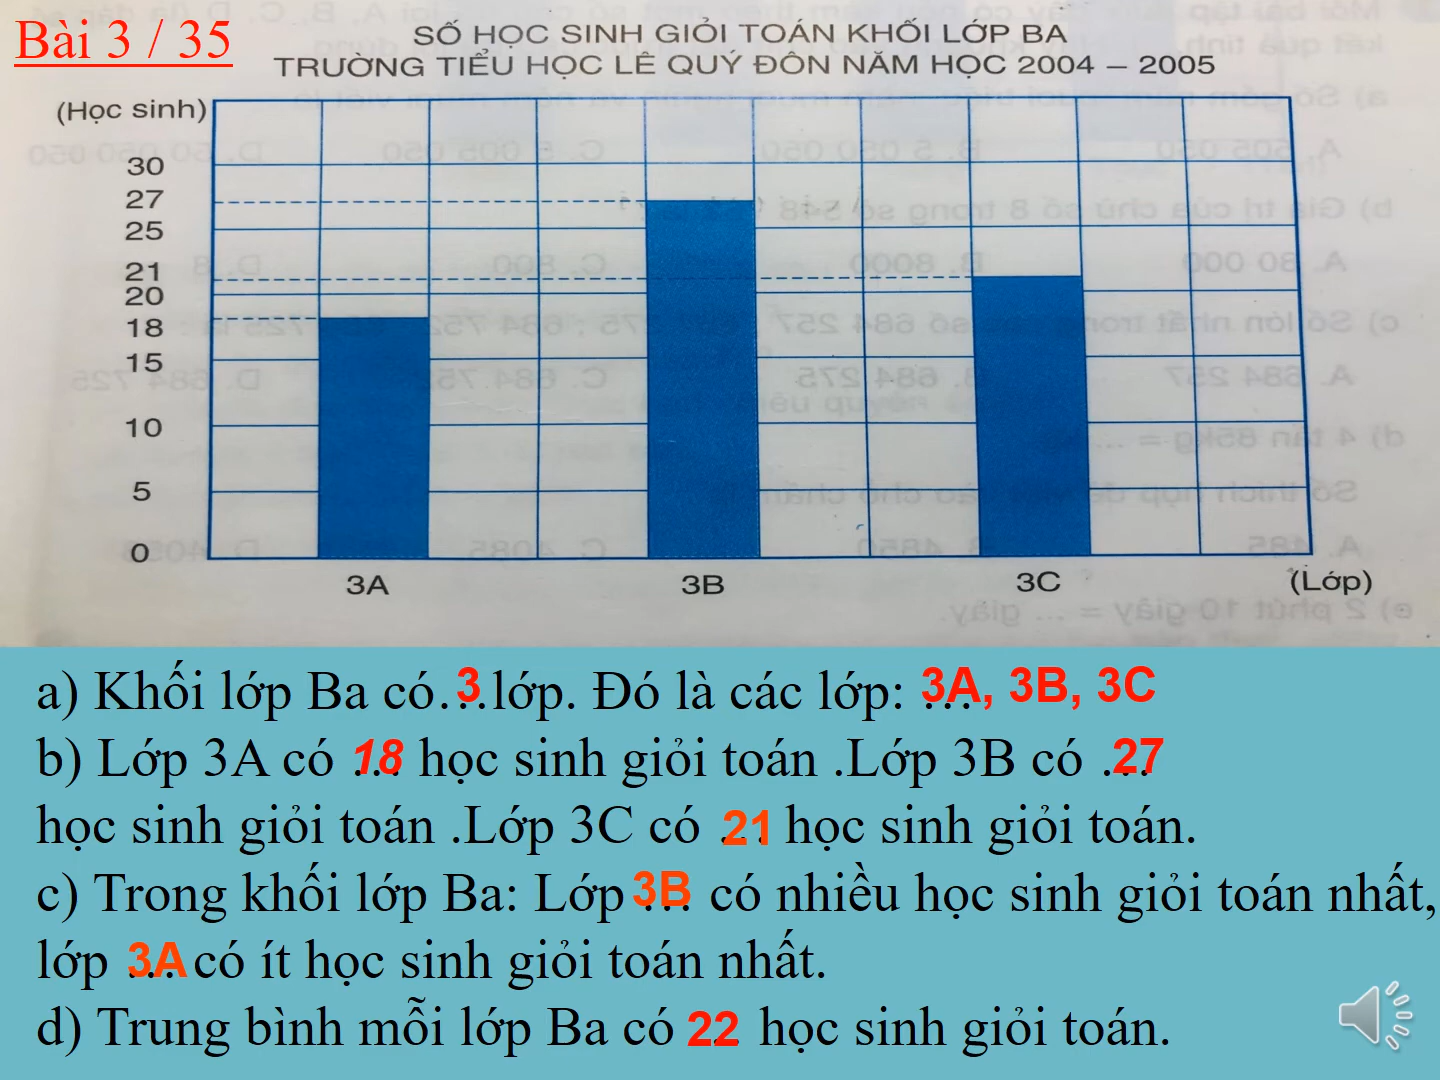 Bài 3 / 35
SỐ HỌC SINH GIỎI TOÁN KHỐI LỚP BA
TRƯỜNG TIỂU HỌC LÊ QUÝ ĐÔN NĂM HỌC 2004 – 2005
(Học sinh)
30
27
25
21
20
18
15
10
5
0
3A 3B 3C (Lớp)
a) Khối lớp Ba có…3 lớp. Đó là các lớp: … 3A, 3B, 3C
b) Lớp 3A có … 18 học sinh giỏi toán .Lớp 3B có … 27
học sinh giỏi toán .Lớp 3C có … 21 học sinh giỏi toán.
c) Trong khối lớp Ba: Lớp … 3B có nhiều học sinh giỏi toán nhất,
lớp … 3A có ít học sinh giỏi toán nhất.
d) Trung bình mỗi lớp Ba có … 22 học sinh giỏi toán.